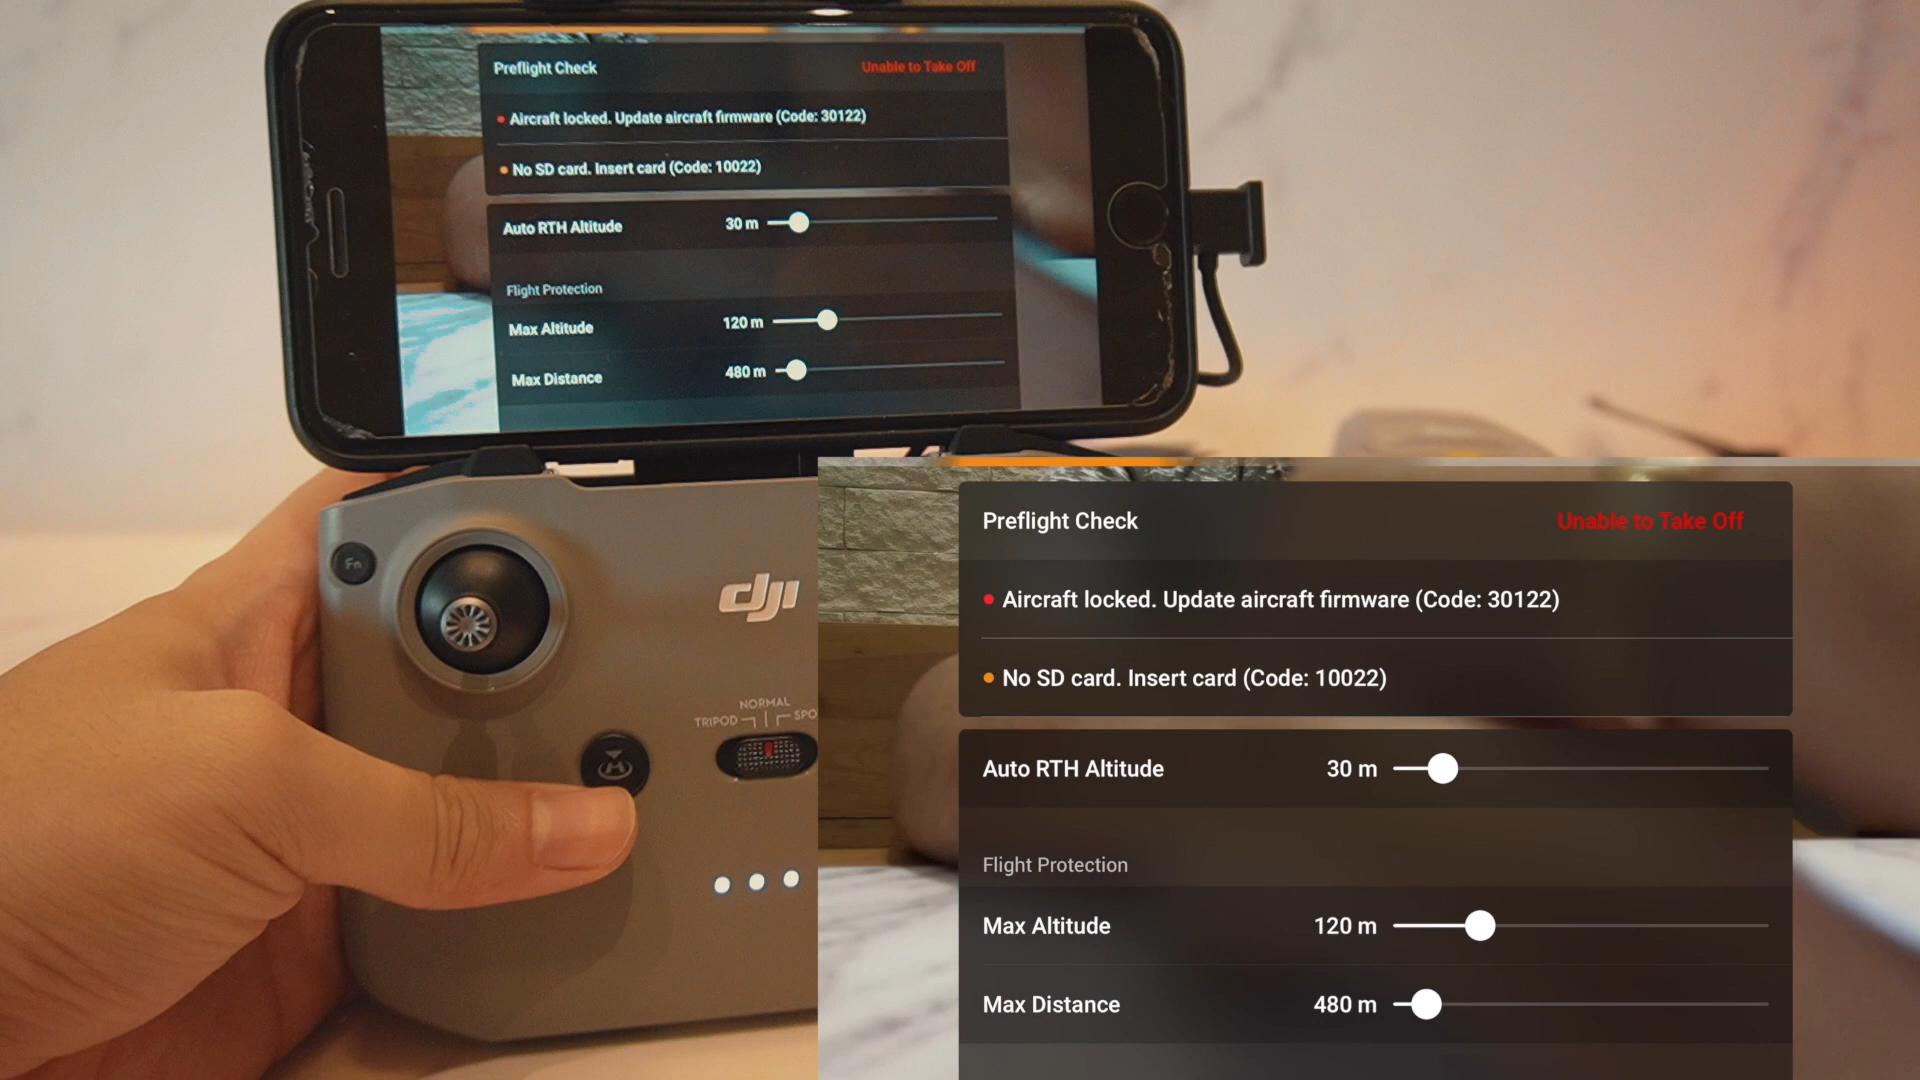 Preflight Check Unable to Take Off
Aircraft locked. Update aircraft firmware (Code: 30122)
No SD card. Insert card (Code: 10022)
Auto RTH Altitude 30 m
Flight Protection
Max Altitude 120 m
Max Distance 480 m
Fn
dji
NORMAL
TRIPOD SPO
H
Preflight Check Unable to Take Off
Aircraft locked. Update aircraft firmware (Code: 30122)
No SD card. Insert card (Code: 10022)
Auto RTH Altitude 30 m
Flight Protection
Max Altitude 120 m
Max Distance 480 m